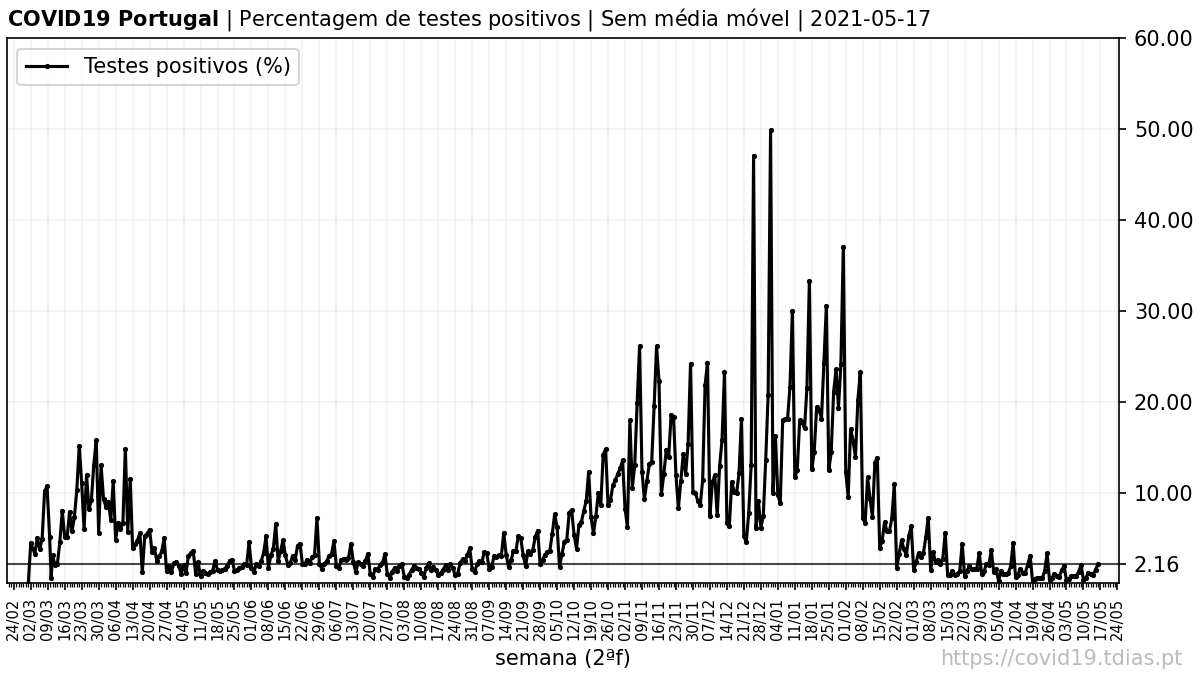 COVID19 Portugal | Percentagem de testes positivos | Sem média móvel | 2021-05-17
Testes positivos (%)
60.00
50.00
40.00
30.00
20.00
10.00
2.16
24/02 02/03 09/03 16/03 23/03 30/03 06/04 13/04 20/04 27/04 04/05 11/05 18/05 25/05 01/06 08/06 15/06 22/06 29/06 06/07 13/07 20/07 27/07 03/08 10/08 17/08 24/08 31/08 07/09 14/09 21/09 28/09 05/10 12/10 19/10 26/10 02/11 09/11 16/11 23/11 30/11 07/12 14/12 21/12 28/12 04/01 11/01 18/01 25/01 01/02 08/02 15/02 22/02 01/03 08/03 15/03 22/03 29/03 05/04 12/04 19/04 26/04 03/05 10/05 17/05 24/05
semana (2ªf)
https://covid19.tdias.pt